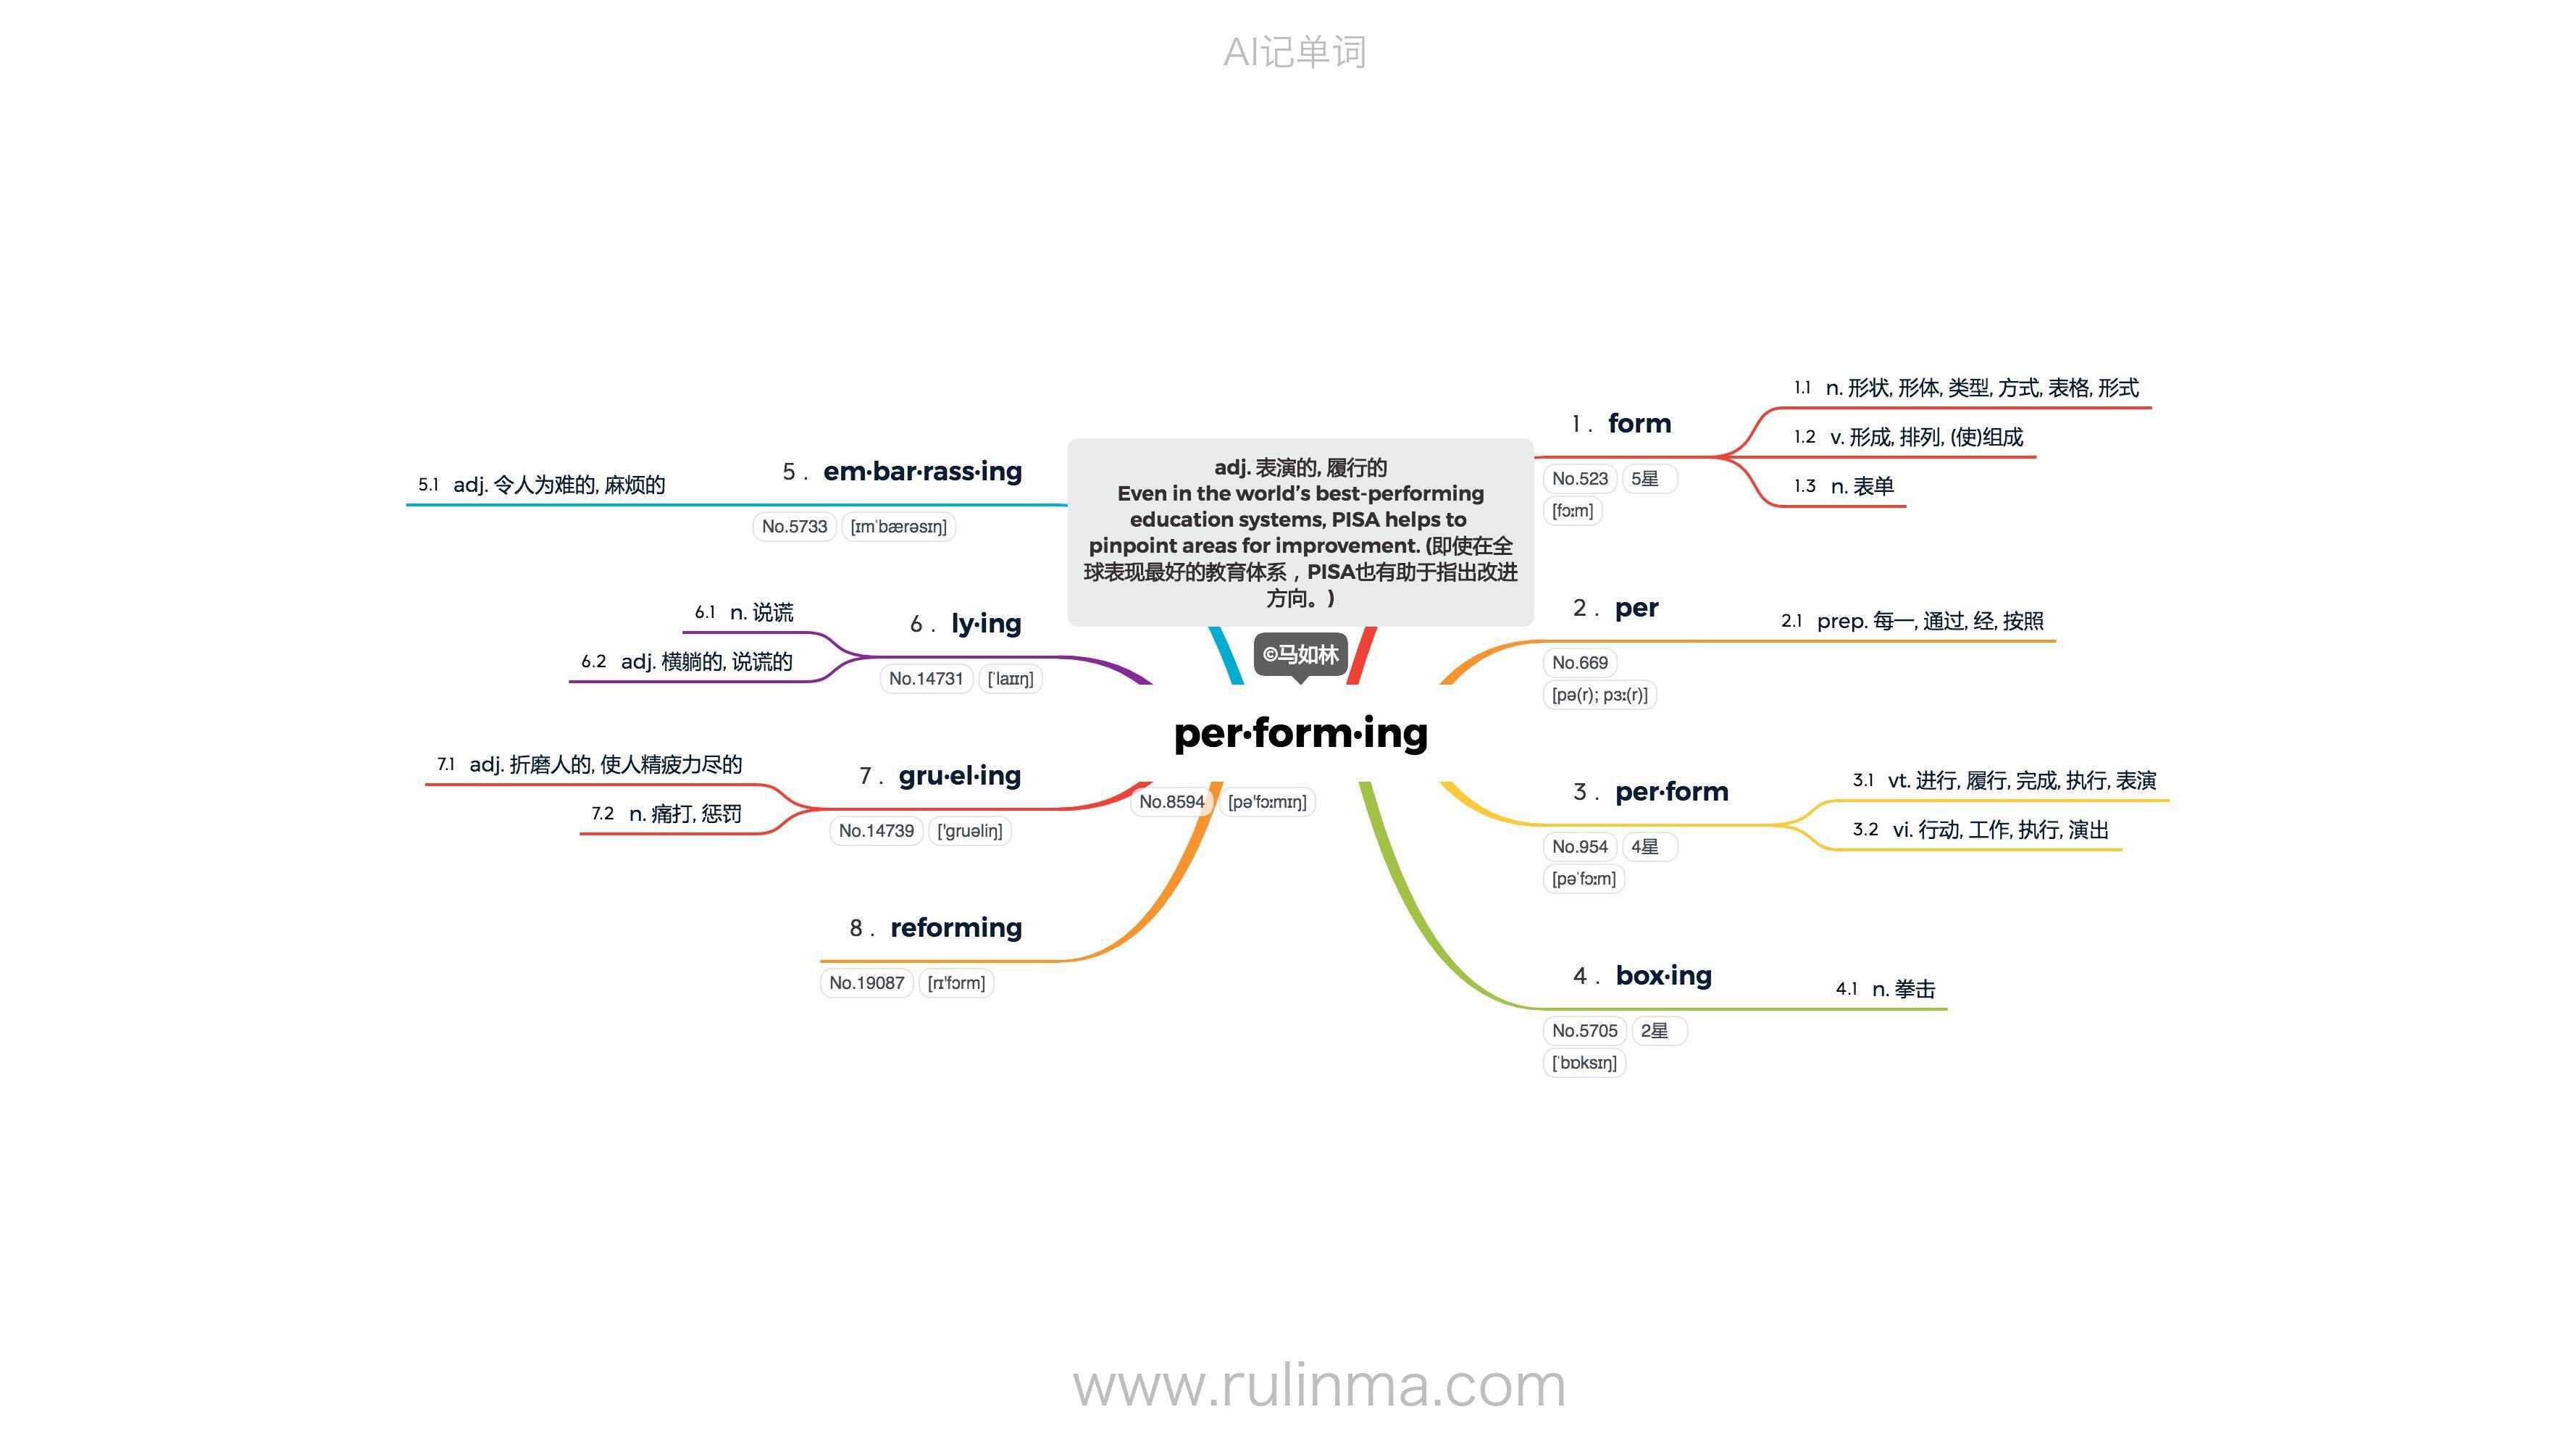 AI记单词
adj. 表演的, 履行的
Even in the world’s best-performing
education systems, PISA helps to
pinpoint areas for improvement. (即使在全
球表现最好的教育体系，PISA也有助于指出改进
方向。)
©马如林
per·form·ing
No.8594 [pə'fɔːmɪŋ]
1 . form
No.523 5星
[fɔːm]
1.1 n. 形状, 形体, 类型, 方式, 表格, 形式
1.2 v. 形成, 排列, (使)组成
1.3 n. 表单
2 . per
No.669
[pə(r); pɜː(r)]
2.1 prep. 每一, 通过, 经, 按照
3 . per·form
No.954 4星
[pəˈfɔːm]
3.1 vt. 进行, 履行, 完成, 执行, 表演
3.2 vi. 行动, 工作, 执行, 演出
4 . box·ing
No.5705 2星
[ˈbɒksɪŋ]
4.1 n. 拳击
5 . em·bar·rass·ing
No.5733 [ɪmˈbærəsɪŋ]
5.1 adj. 令人为难的, 麻烦的
6 . ly·ing
No.14731 [ˈlaɪɪŋ]
6.1 n. 说谎
6.2 adj. 横躺的, 说谎的
7 . gru·el·ing
No.14739 ['gruəliŋ]
7.1 adj. 折磨人的, 使人精疲力尽的
7.2 n. 痛打, 惩罚
8 . reforming
No.19087 [rɪ'fɔrm]
www.rulinma.com